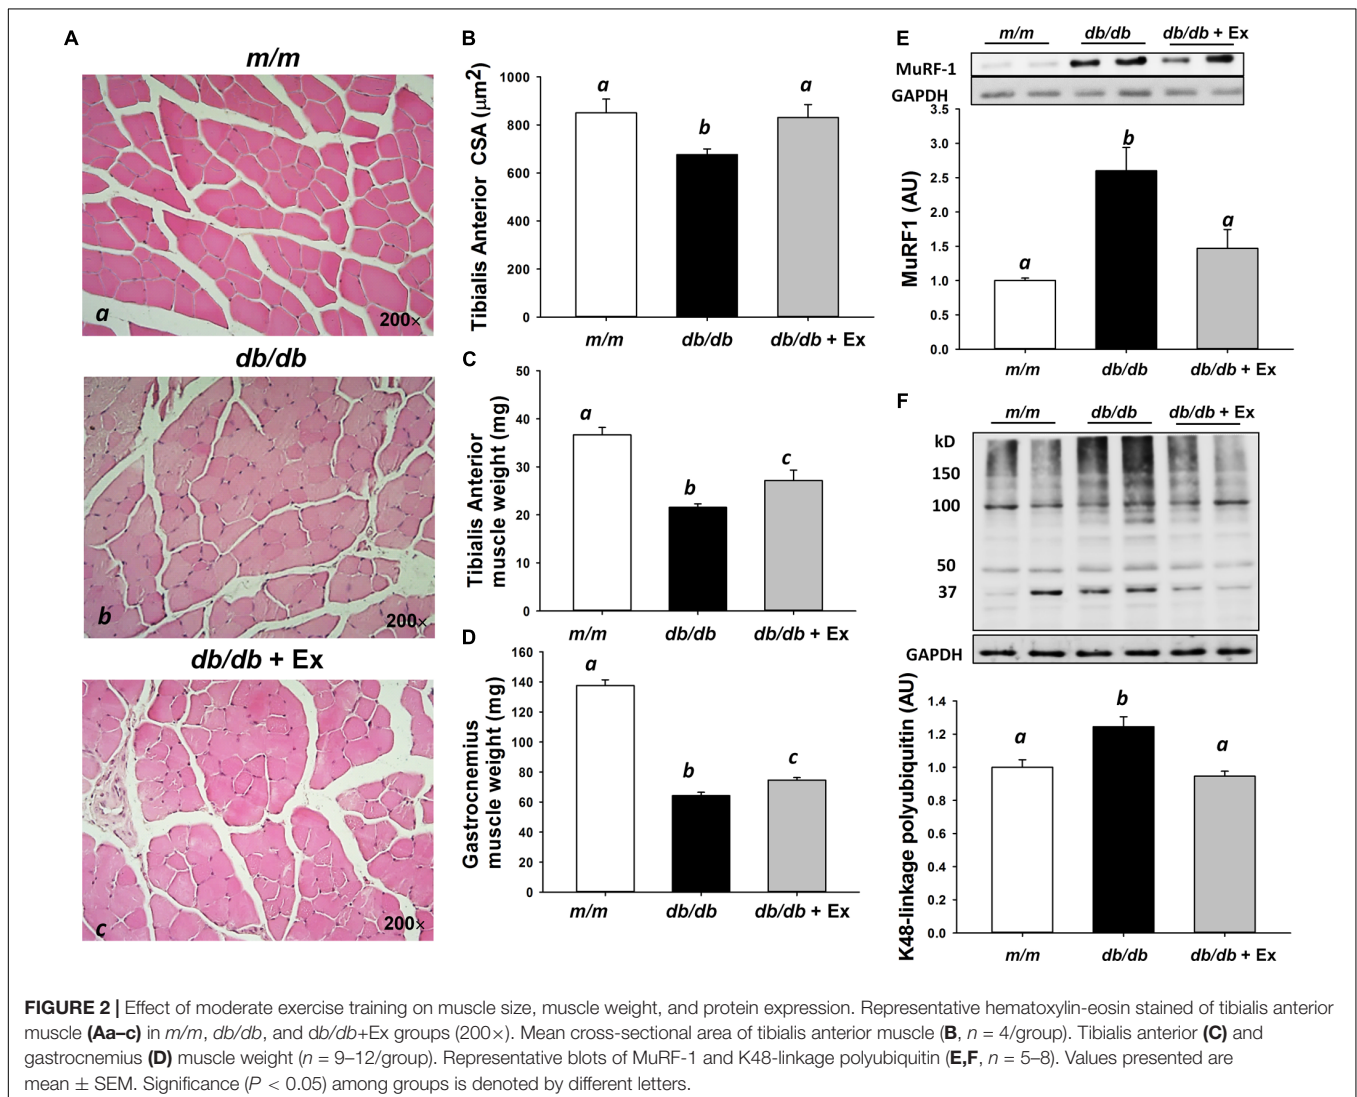 A
m/m
a
200×
db/db
b
200×
db/db + Ex
c
200×
B
Tibialis Anterior CSA (μm2)
1000
800
600
400
200
0
a
b
a
m/m
db/db
db/db + Ex
C
Tibialis Anterior
muscle weight (mg)
50
40
30
20
10
0
a
b
c
m/m
db/db
db/db + Ex
D
Gastrocnemius
muscle weight (mg)
160
140
120
100
80
60
40
20
0
a
b
c
m/m
db/db
db/db + Ex
E
m/m
db/db
db/db + Ex
MuRF-1
GAPDH
MuRF1 (AU)
3.5
3.0
2.5
2.0
1.5
1.0
0.5
0.0
a
b
a
m/m
db/db
db/db + Ex
F
m/m
db/db
db/db + Ex
kD
150
100
50
37
GAPDH
K48-linkage polyubiquitin (AU)
1.4
1.2
1.0
0.8
0.6
0.4
0.2
0.0
a
b
a
m/m
db/db
db/db + Ex
FIGURE 2 | Effect of moderate exercise training on muscle size, muscle weight, and protein expression. Representative hematoxylin-eosin stained of tibialis anterior
muscle (Aa–c) in m/m, db/db, and db/db+Ex groups (200×). Mean cross-sectional area of tibialis anterior muscle (B, n = 4/group). Tibialis anterior (C) and
gastrocnemius (D) muscle weight (n = 9–12/group). Representative blots of MuRF-1 and K48-linkage polyubiquitin (E,F, n = 5–8). Values presented are
mean ± SEM. Significance (P < 0.05) among groups is denoted by different letters.